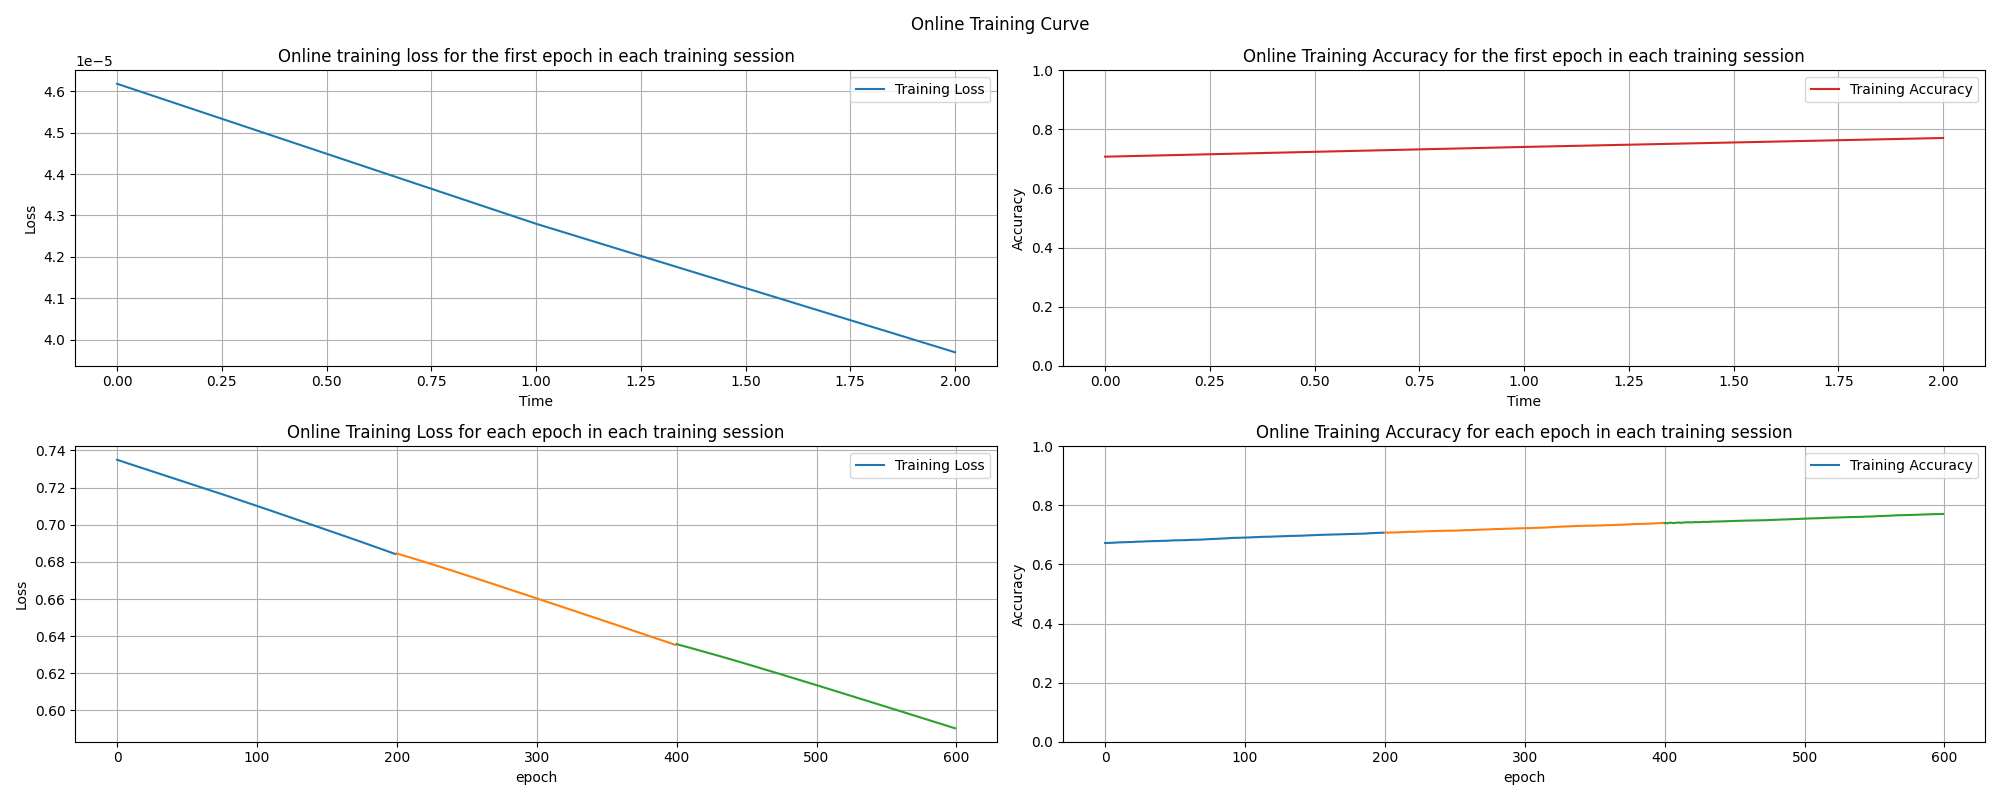 Online Training Curve
Online training loss for the first epoch in each training session
1e−5
Training Loss
4.6
4.5
4.4
4.3
4.2
4.1
4.0
Loss
0.00 0.25 0.50 0.75 1.00 1.25 1.50 1.75 2.00
Time
Online Training Accuracy for the first epoch in each training session
Training Accuracy
1.0
0.8
0.6
0.4
0.2
0.0
Accuracy
0.00 0.25 0.50 0.75 1.00 1.25 1.50 1.75 2.00
Time
Online Training Loss for each epoch in each training session
Training Loss
0.74
0.72
0.70
0.68
0.66
0.64
0.62
0.60
Loss
0 100 200 300 400 500 600
epoch
Online Training Accuracy for each epoch in each training session
Training Accuracy
1.0
0.8
0.6
0.4
0.2
0.0
Accuracy
0 100 200 300 400 500 600
epoch